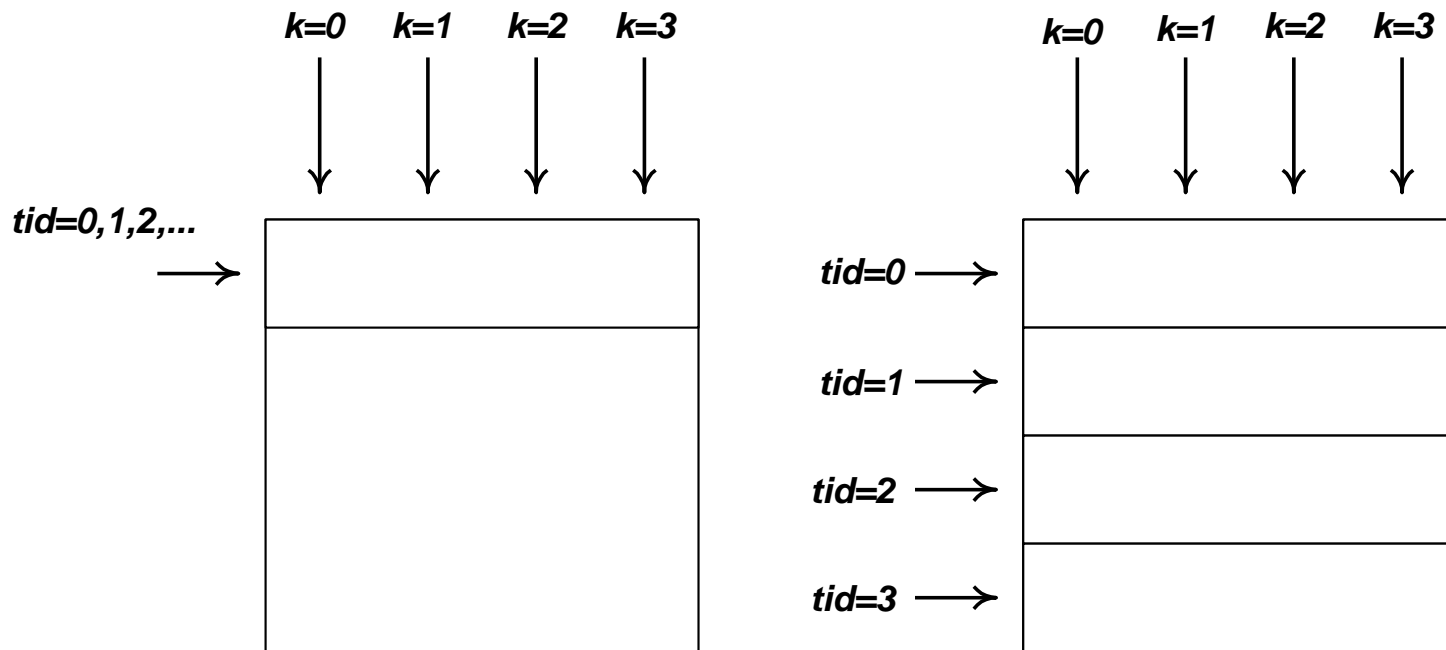 k=0 k=1 k=2 k=3
tid=0,1,2,...
k=0 k=1 k=2 k=3
tid=0
tid=1
tid=2
tid=3